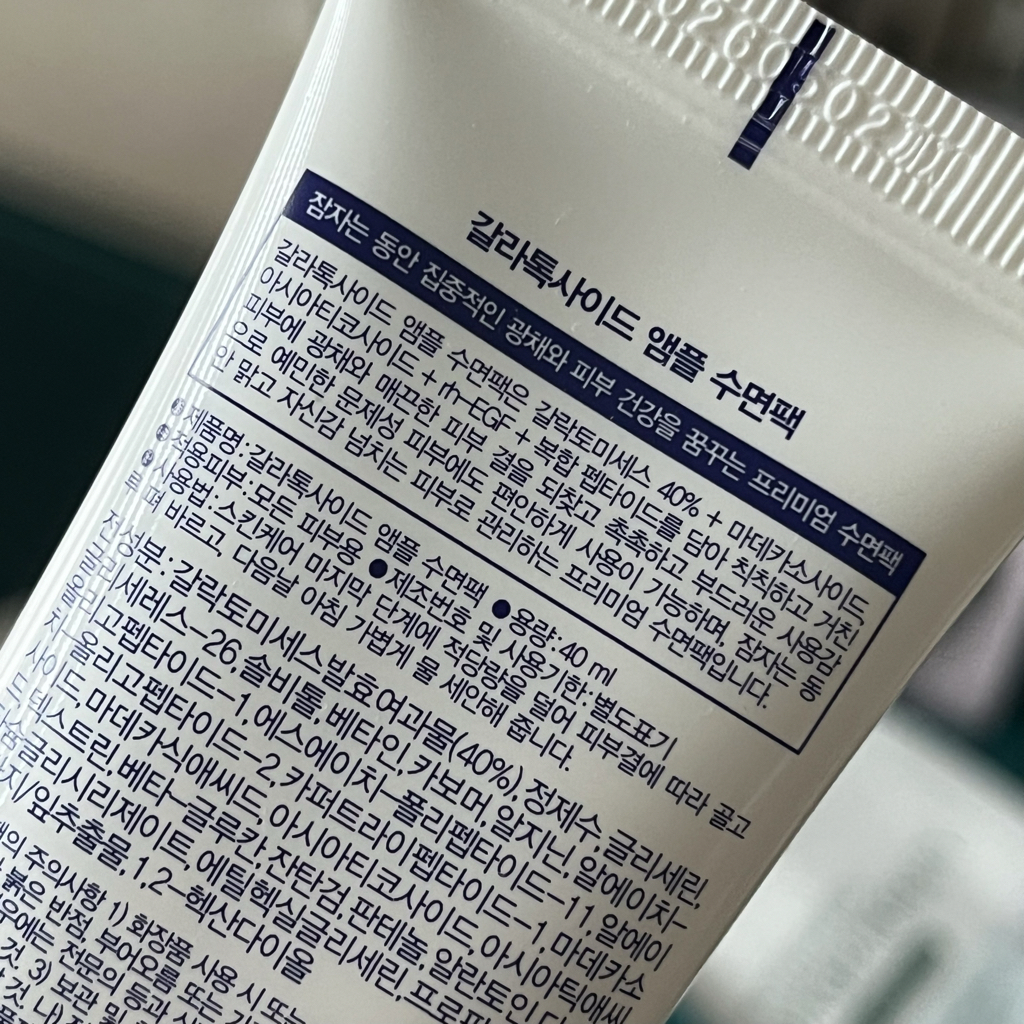 갈라톡사이드 앰플 수면팩
잠자는 동안 집중적인 광채와 피부 건강을 꿈꾸는 프리미엄 수면팩
갈라톡사이드 앰플 수면팩은 갈락토미세스 40% + 마데카소사이드,
아시아티코사이드 + rh-EGF + 복합 펩타이드를 담아 칙칙하고 거친
피부에 광채와 매끈한 피부 결을 되찾고 촉촉하고 부드러운 사용감
으로 예민한 문제성 피부에도 편안하게 사용이 가능하며, 잠자는 동
안 맑고 자신감 넘치는 피부로 관리하는 프리미엄 수면팩입니다.
제품명: 갈라톡사이드 앰플 수면팩 ●용량: 40 ml
적용피부: 모든 피부용 ●제조번호 및 사용기한: 별도표기
사용법: 스킨케어 마지막 단계에 적당량을 덜어 피부결에 따라 골고
루 펴 바르고, 다음날 아침 가볍게 물 세안해 줍니다.
전성분: 갈락토미세스발효여과물(40%), 정제수, 글리세린,
글리세레스-26, 솔비톨, 베타인, 카보머, 알지닌, 알에이치-
올리고펩타이드-1, 에스에이치-폴리펩타이드-11, 알에이
치-올리고펩타이드-2, 카퍼트라이펩타이드-1, 마데카소
사이드, 마데카식애씨드, 아시아티코사이드, 아시아틱애씨
드, 덱스트린, 베타-글루칸, 잔탄검, 판테놀, 알란토인,
글리시리제이트, 에틸헥실글리세린,
/잎추출물, 1,2-헥산다이올
주의사항 1) 화장품 사용 시 또는
붉은 반점, 부어오름 또는
전문의 등과
것 3) 보관 및